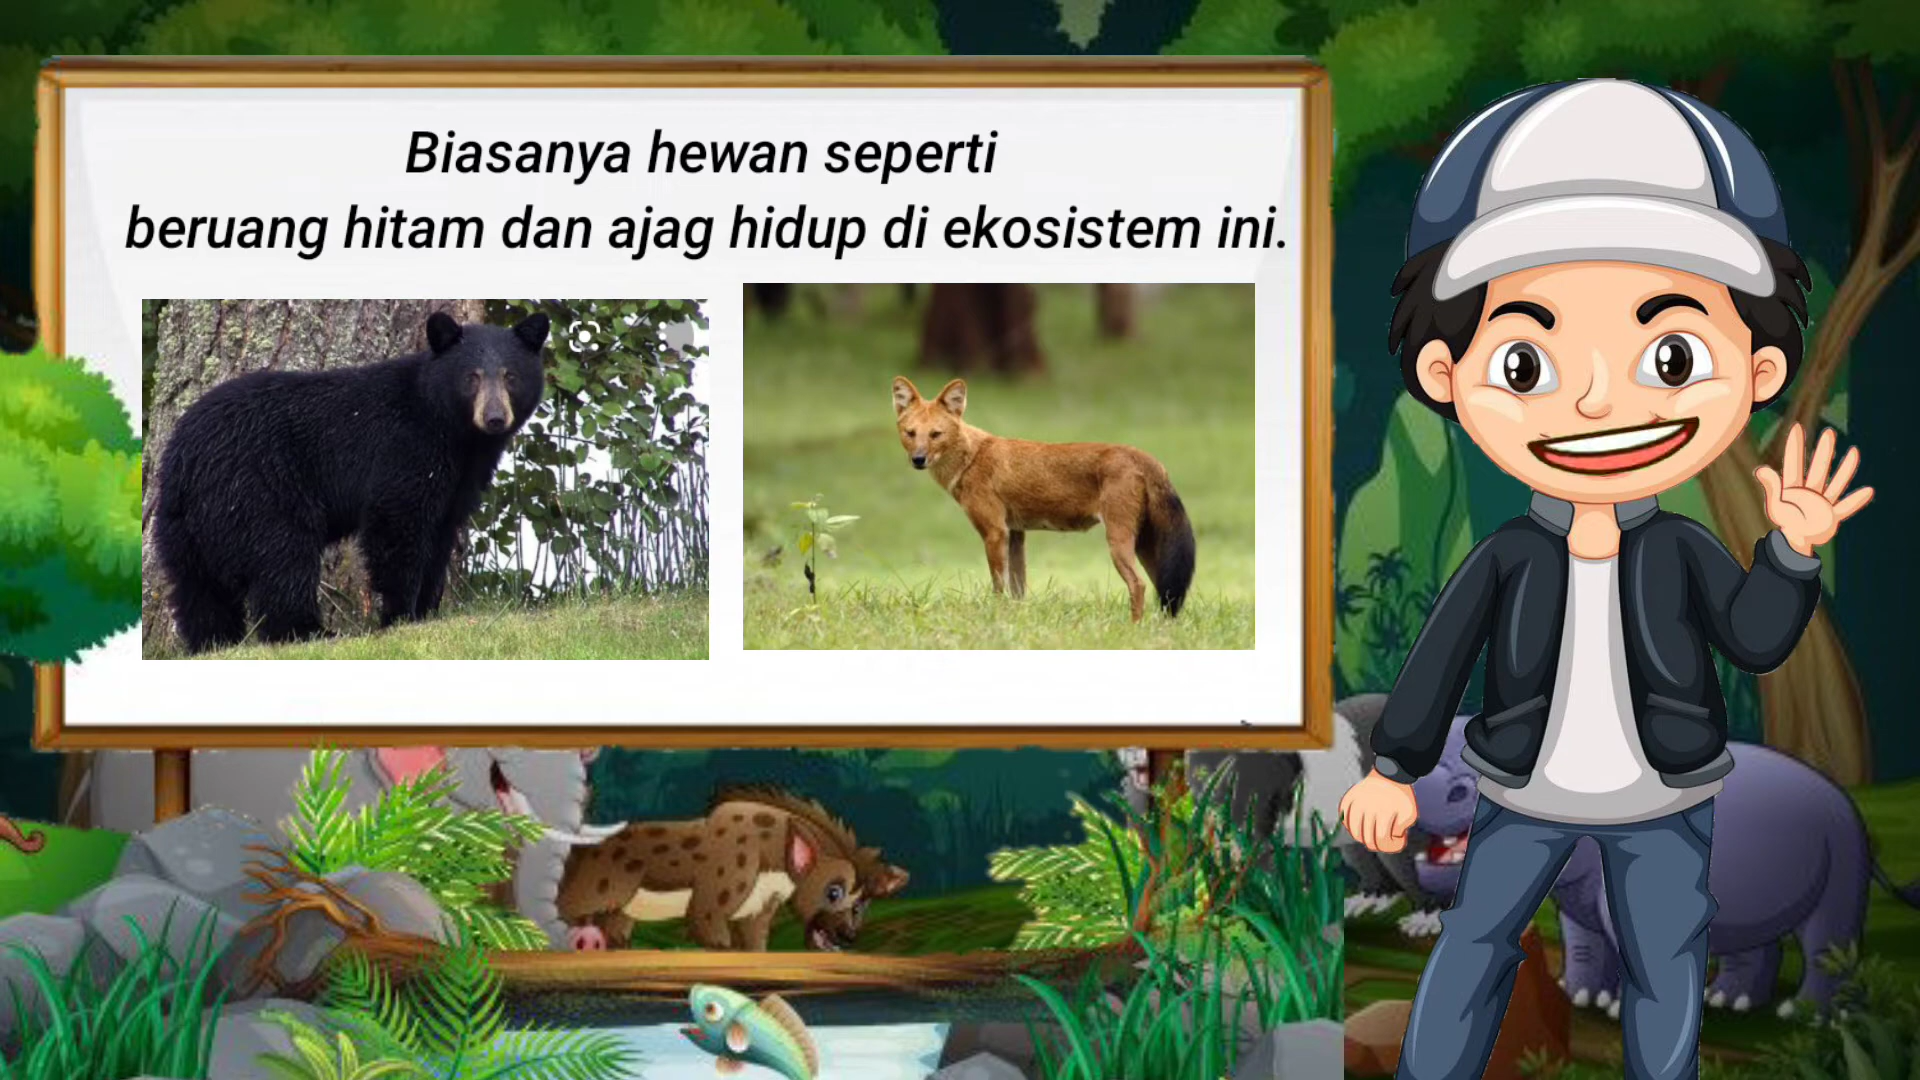 Biasanya hewan seperti
beruang hitam dan ajag hidup di ekosistem ini.